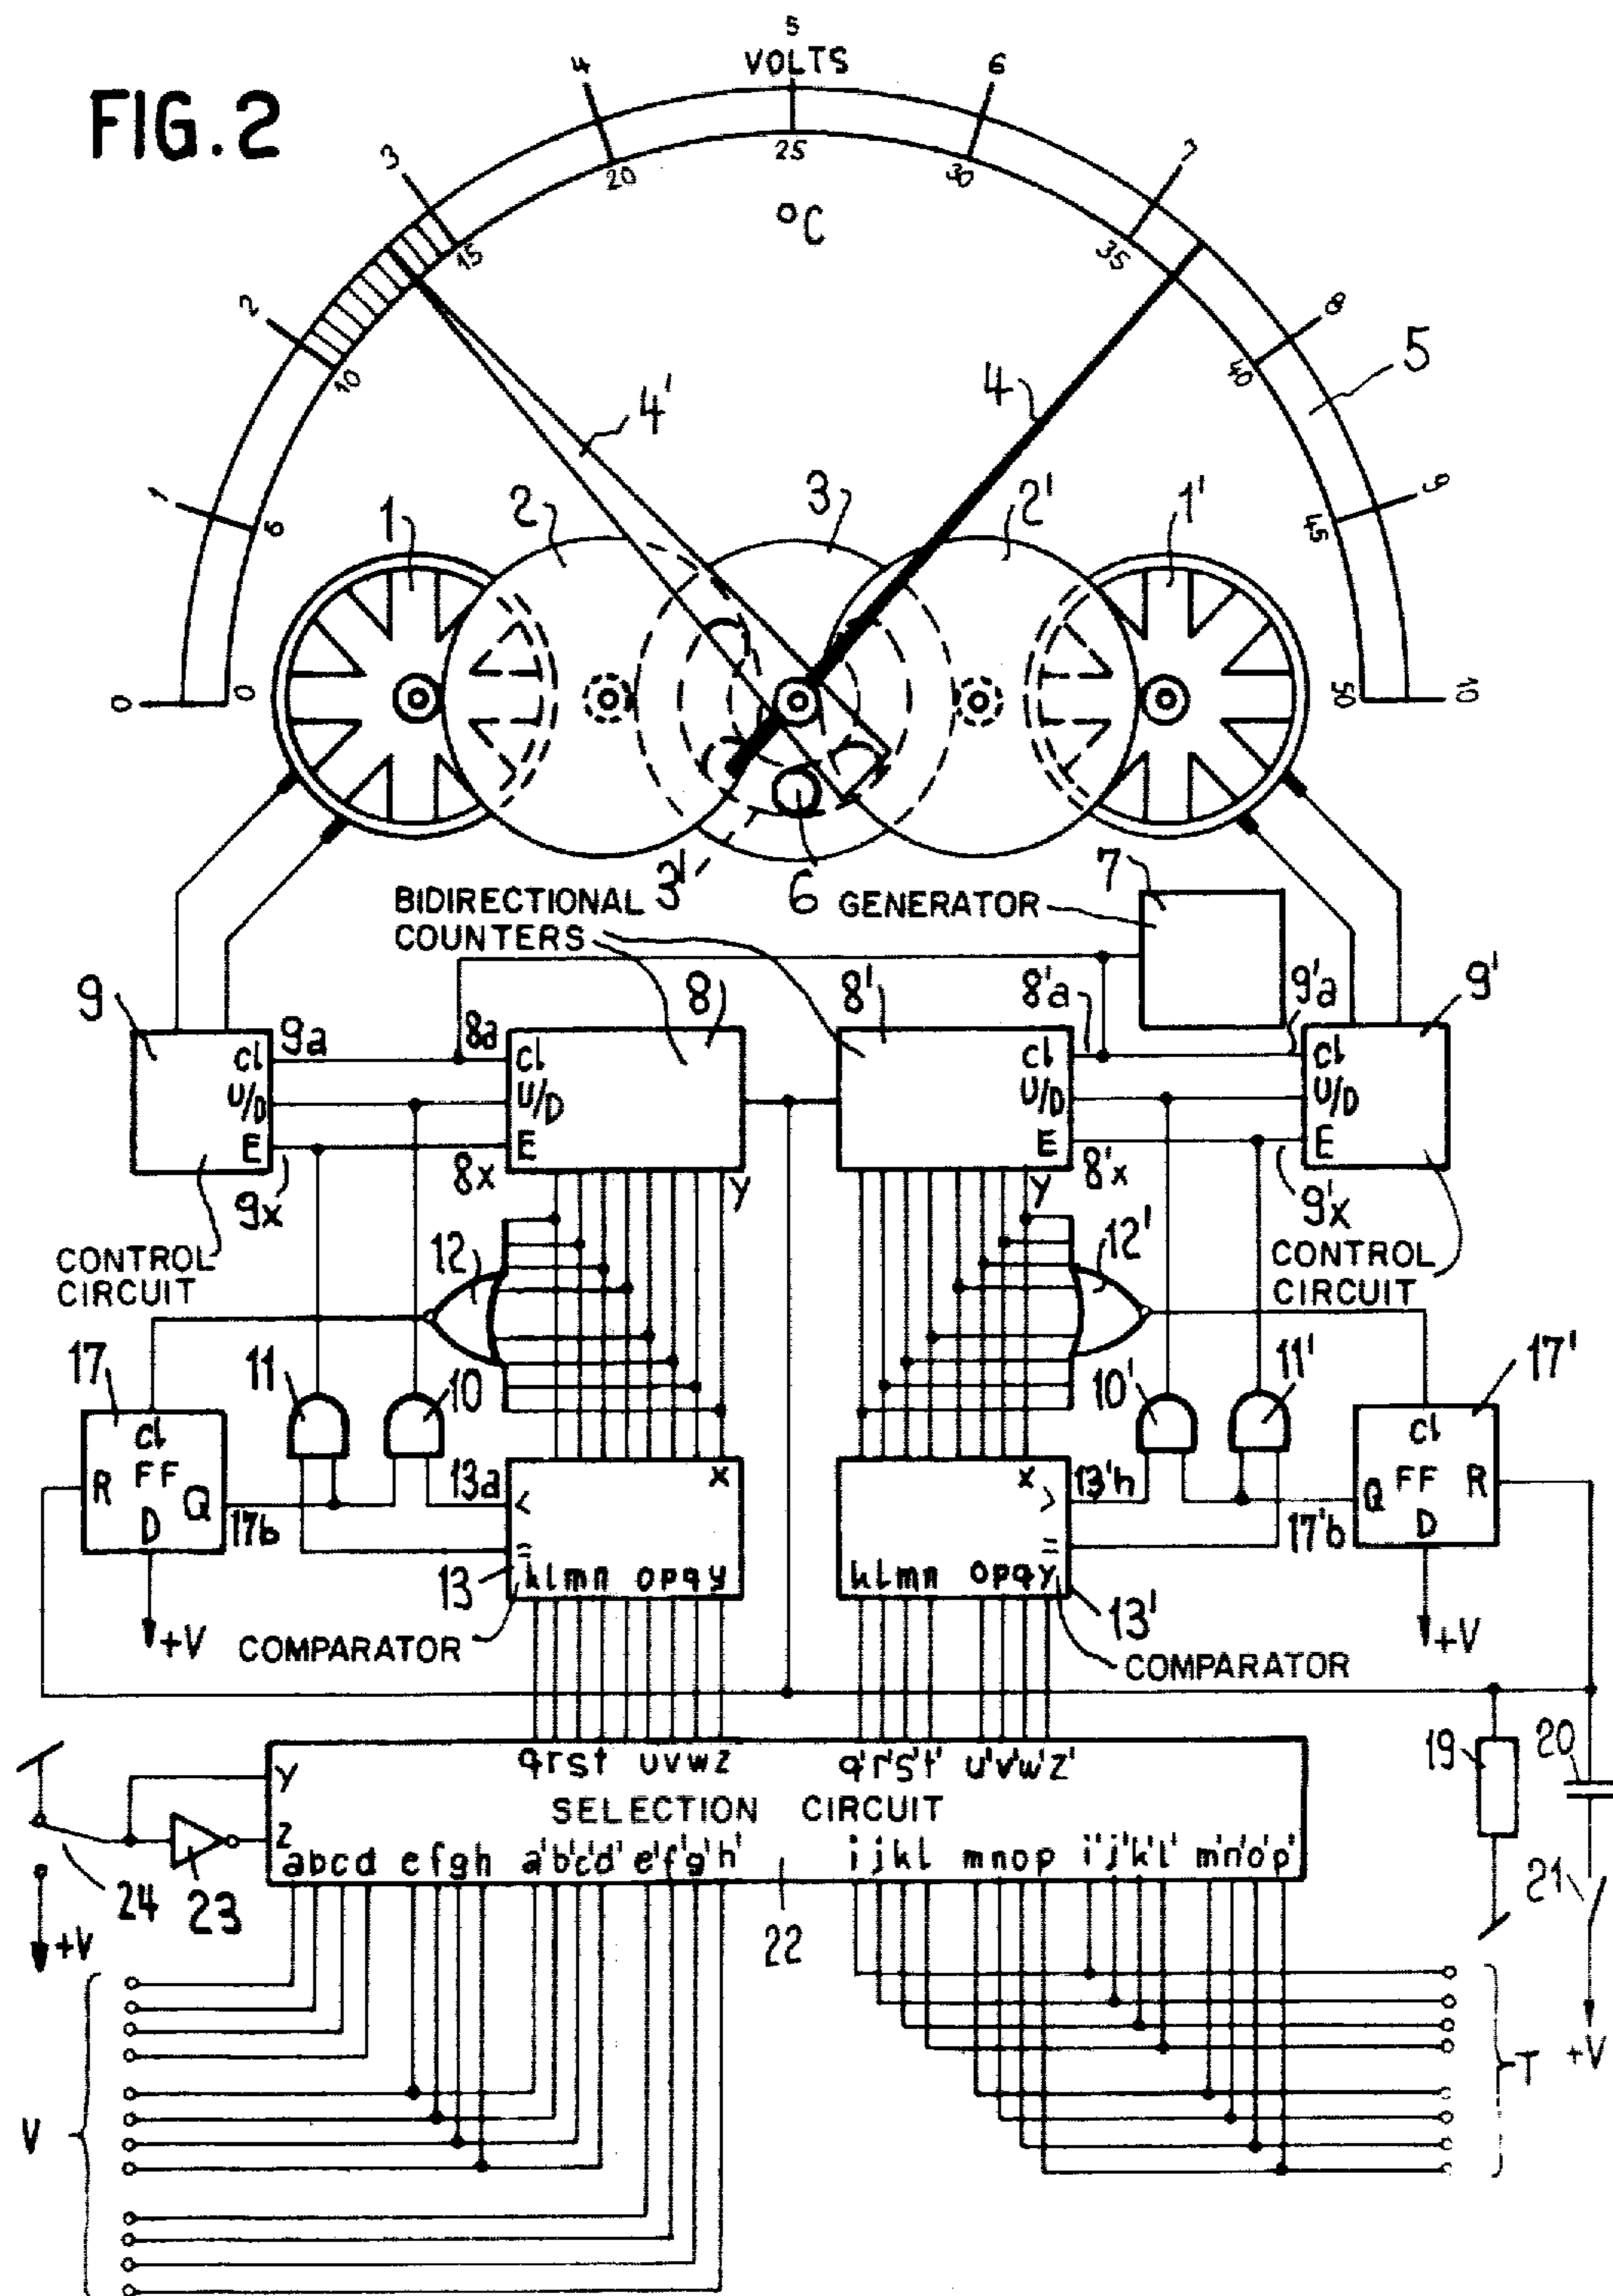 FIG.2
5
VOLTS
4
6
3
7
25
20
30
°C
15
35
2
8
10
40
5
4'
4
1
9
6
45
1
2
3
2'
1'
0
0
50
10
3'
6
7
BIDIRECTIONAL
COUNTERS
GENERATOR
9
8
8'
8'a
9'a
9'
9a
8a
cl
cl
cl
cl
U/D
U/D
U/D
U/D
E
E
E
E
9x
8x
y
y
8'x
9'x
CONTROL
CIRCUIT
12
12'
CONTROL
CIRCUIT
17
11
10
10'
11'
17'
cl
FF
R
Q
D
17b
13a
<
x
x
>
13'h
17'b
cl
FF
Q
R
D
=
=
13
klmn opqy
klmn opqy
13'
+V
COMPARATOR
COMPARATOR
+V
qrst uvwz
q'r's't' u'v'w'z'
y
SELECTION CIRCUIT
z
abcd efgh a'b'c'd' e'f'g'h'
ijkl mnop i'j'k'l' m'n'o'p'
19
20
21
24
23
22
+V
V
T
+V